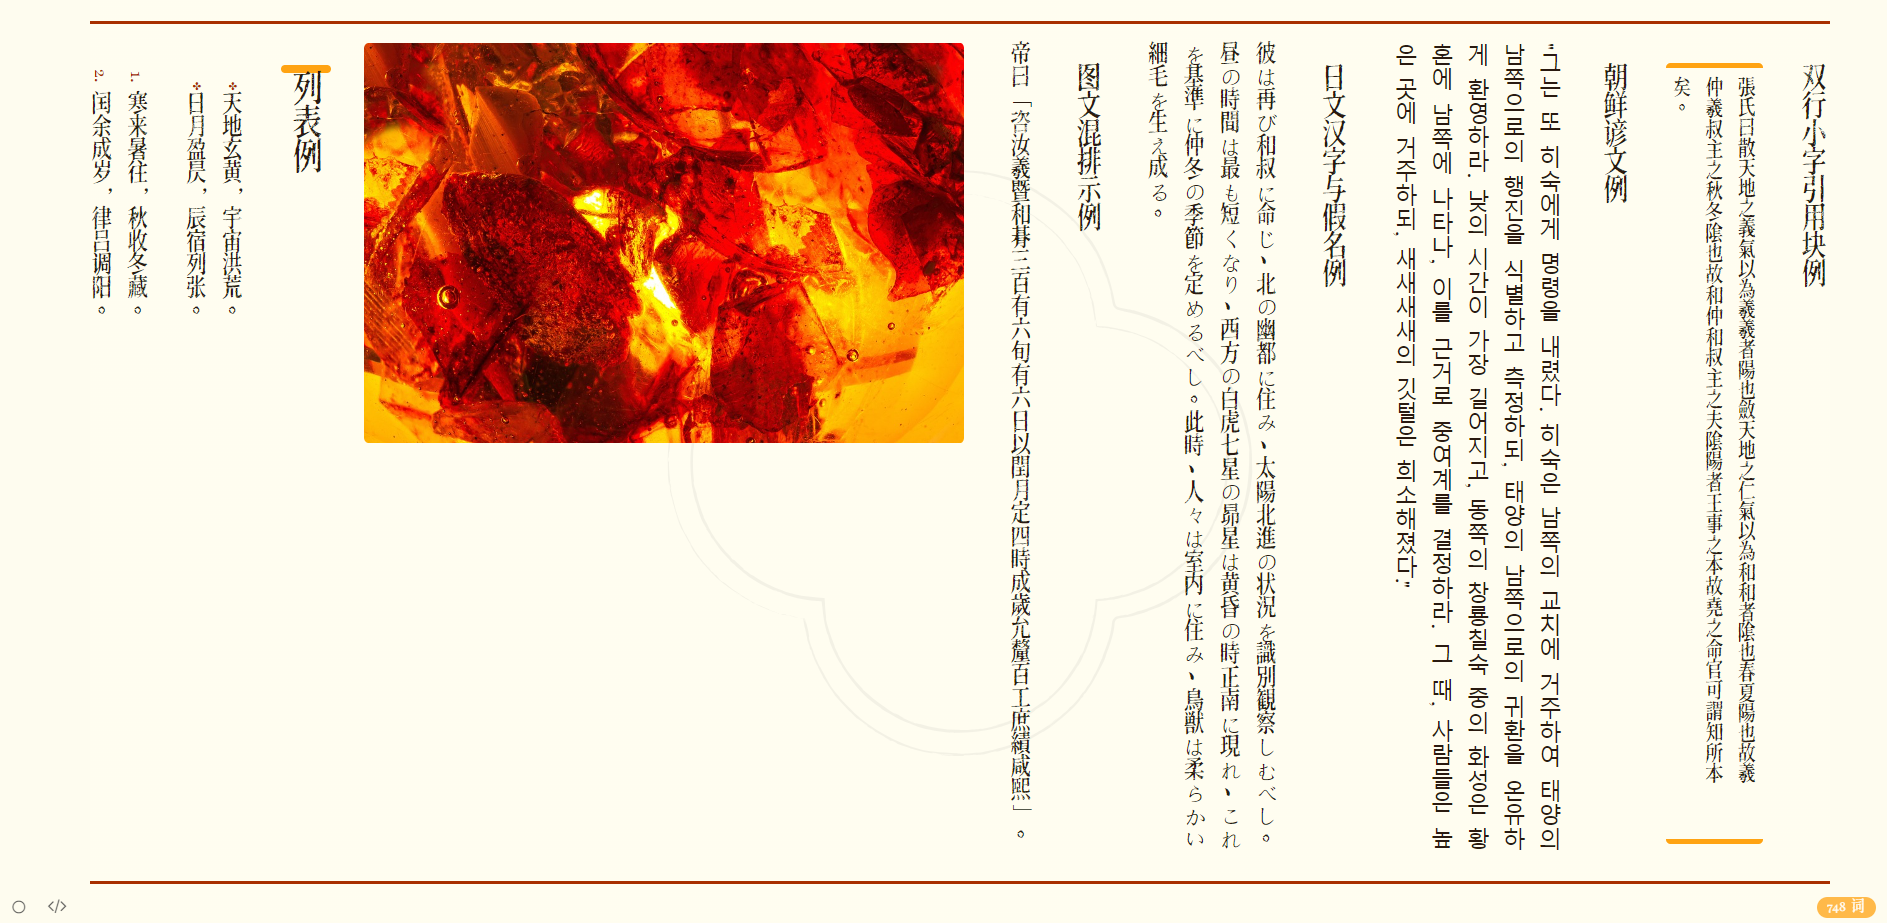 双行小字引用块例
張氏曰散天地之義氣以為羲羲者陽也斂天地之仁氣以為和和者陰也春夏陽也故羲
仲羲叔主之秋冬陰也故和仲和叔主之夫陰陽者王事之本故堯之命官可謂知所本
矣。
朝鲜谚文例
"그는 또 히숙에게 명령을 내렸다. 히숙은 남쪽의 교치에 거주하여 태양의
남쪽으로의 행진을 식별하고 측정하되, 태양의 남쪽으로의 귀환을 온유하
게 환영하라. 낮의 시간이 가장 길어지고, 동쪽의 창룡칠숙 중의 화성은 황
혼에 남쪽에 나타나, 이를 근거로 중여계를 결정하라. 그 때, 사람들은 높
은 곳에 거주하되, 새새새새의 깃털은 희소해졌다."
日文汉字与假名例
彼は再び和叔に命じ、北の幽都に住み、太陽北進の状況を識別観察しむべし。
昼の時間は最も短くなり、西方の白虎七星の昴星は黄昏の時正南に現れ、これ
を基準に仲冬の季節を定めるべし。此時、人々は室内に住み、鳥獣は柔らかい
細毛を生え成る。
图文混排示例
帝曰「咨汝羲暨和朞三百有六旬有六日以閏月定四時成歲允釐百工庶績咸熙」。
列表例
天地玄黄，宇宙洪荒。
日月盈昃，辰宿列张。
1. 寒来暑往，秋收冬藏。
2. 闰余成岁，律吕调阳。
748 词